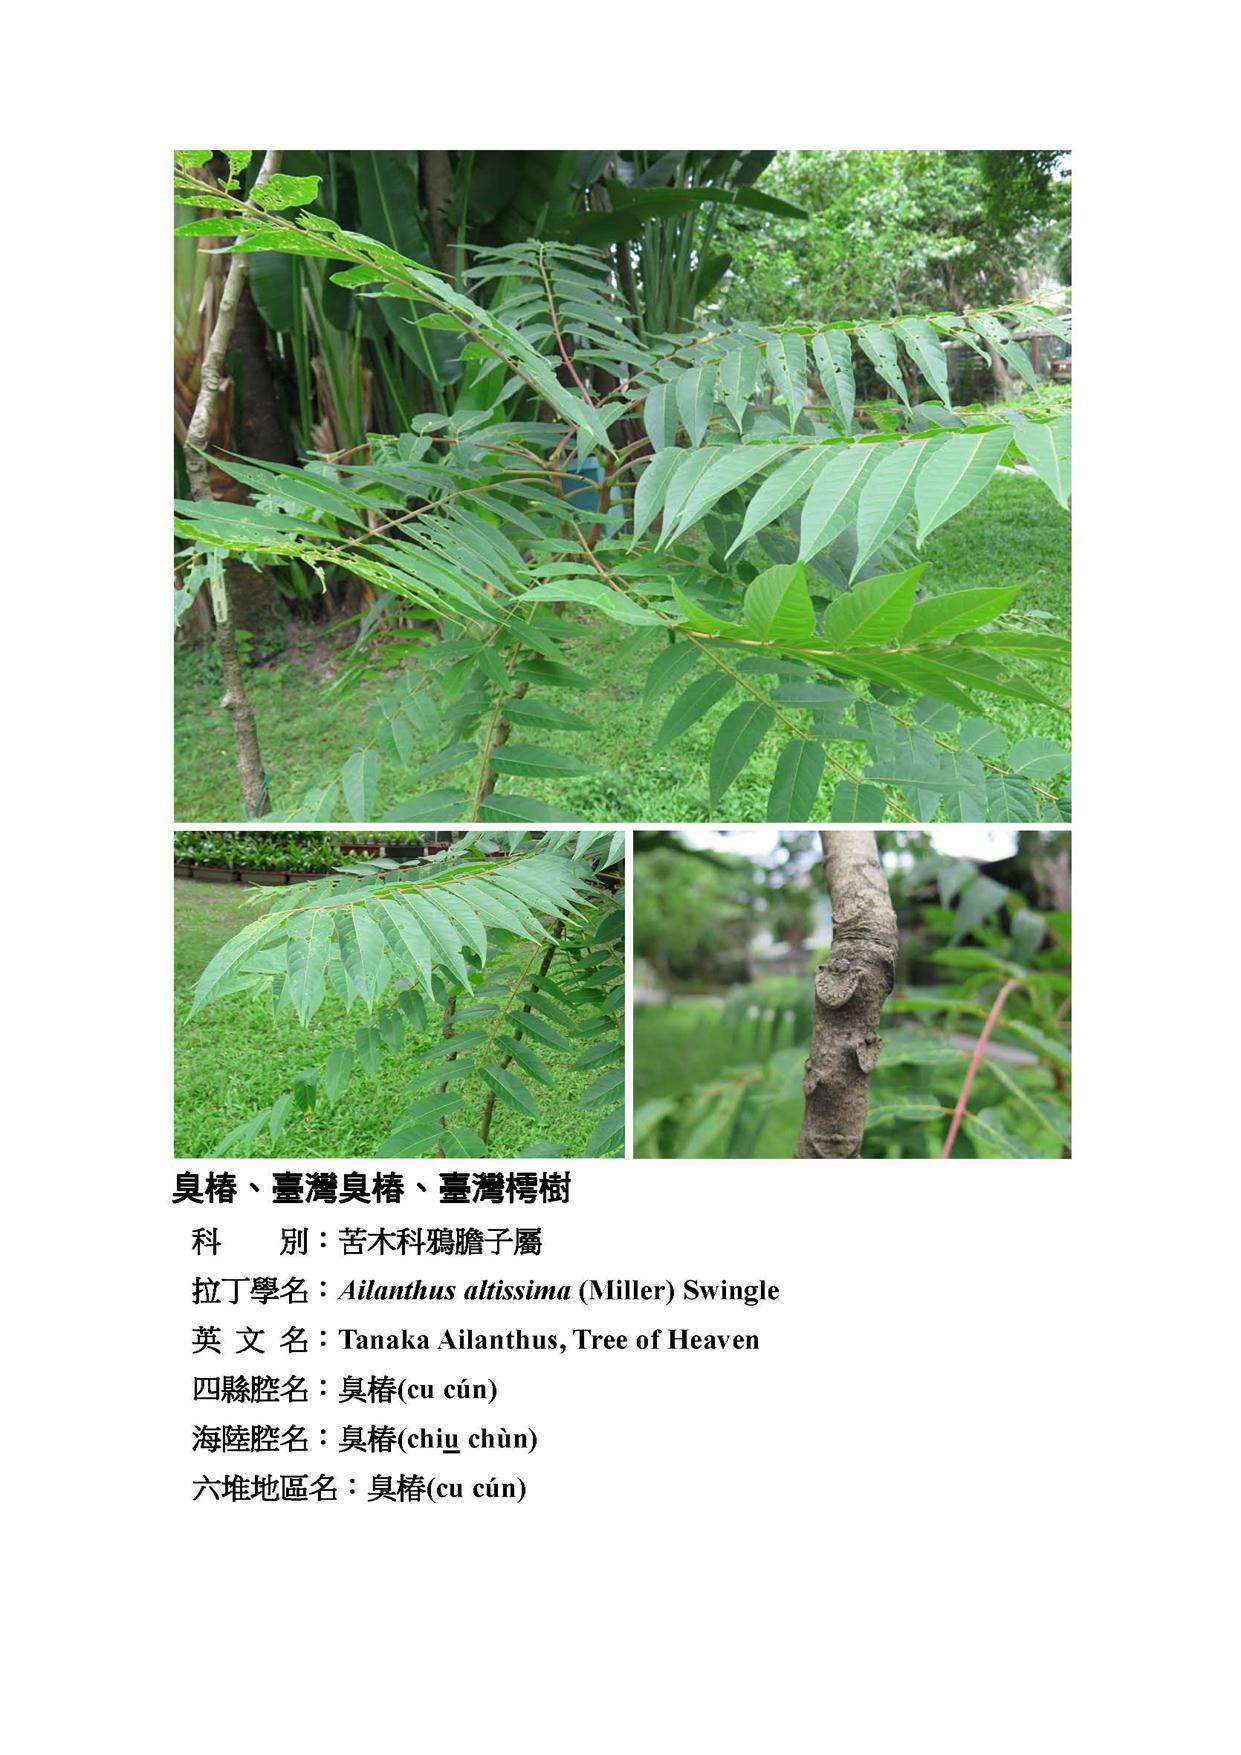 臭椿、臺灣臭椿、臺灣樗樹
科　　別：苦木科鴉膽子屬
拉丁學名：Ailanthus altissima (Miller) Swingle
英 文 名：Tanaka Ailanthus, Tree of Heaven
四縣腔名：臭椿(cu cún)
海陸腔名：臭椿(chiu chùn)
六堆地區名：臭椿(cu cún)